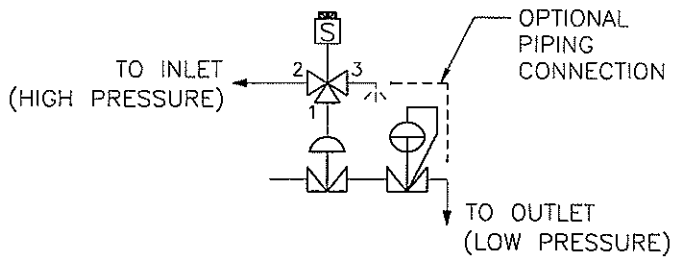 S
OPTIONAL
PIPING
CONNECTION
TO INLET
(HIGH PRESSURE)
2
3
1
TO OUTLET
(LOW PRESSURE)